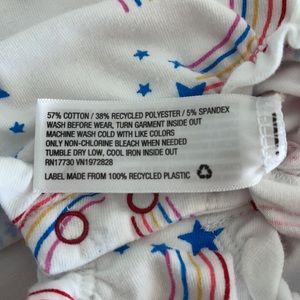 57% COTTON / 38% RECYCLED POLYESTER / 5% SPANDEX
WASH BEFORE WEAR, TURN GARMENT INSIDE OUT
MACHINE WASH COLD WITH LIKE COLORS
ONLY NON-CHLORINE BLEACH WHEN NEEDED
TUMBLE DRY LOW, COOL IRON INSIDE OUT
RN17730 VN1972828
LABEL MADE FROM 100% RECYCLED PLASTIC